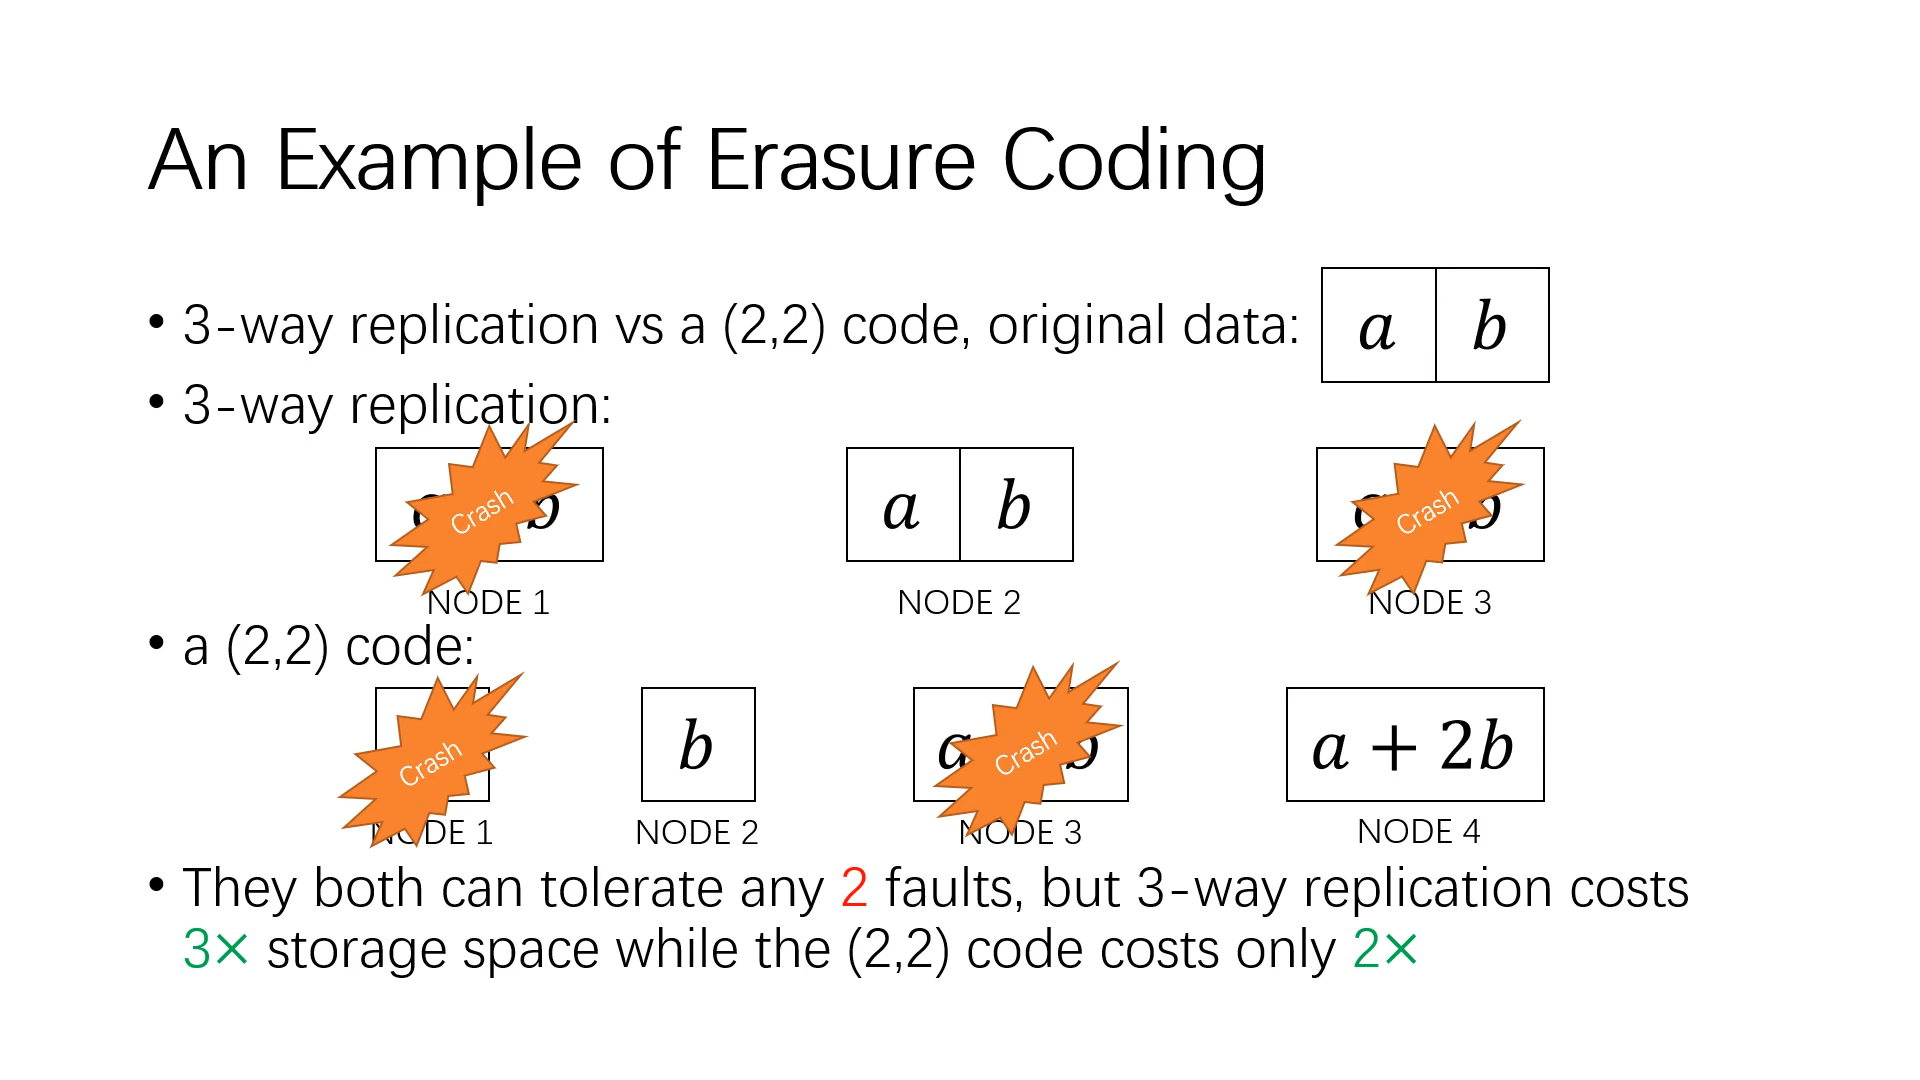 An Example of Erasure Coding
• 3-way replication vs a (2,2) code, original data: a b
• 3-way replication:
Crash b a b Crash b
NODE 1 NODE 2 NODE 3
• a (2,2) code:
Crash b a Crash b a + 2b
NODE 1 NODE 2 NODE 3 NODE 4
• They both can tolerate any 2 faults, but 3-way replication costs
3× storage space while the (2,2) code costs only 2×